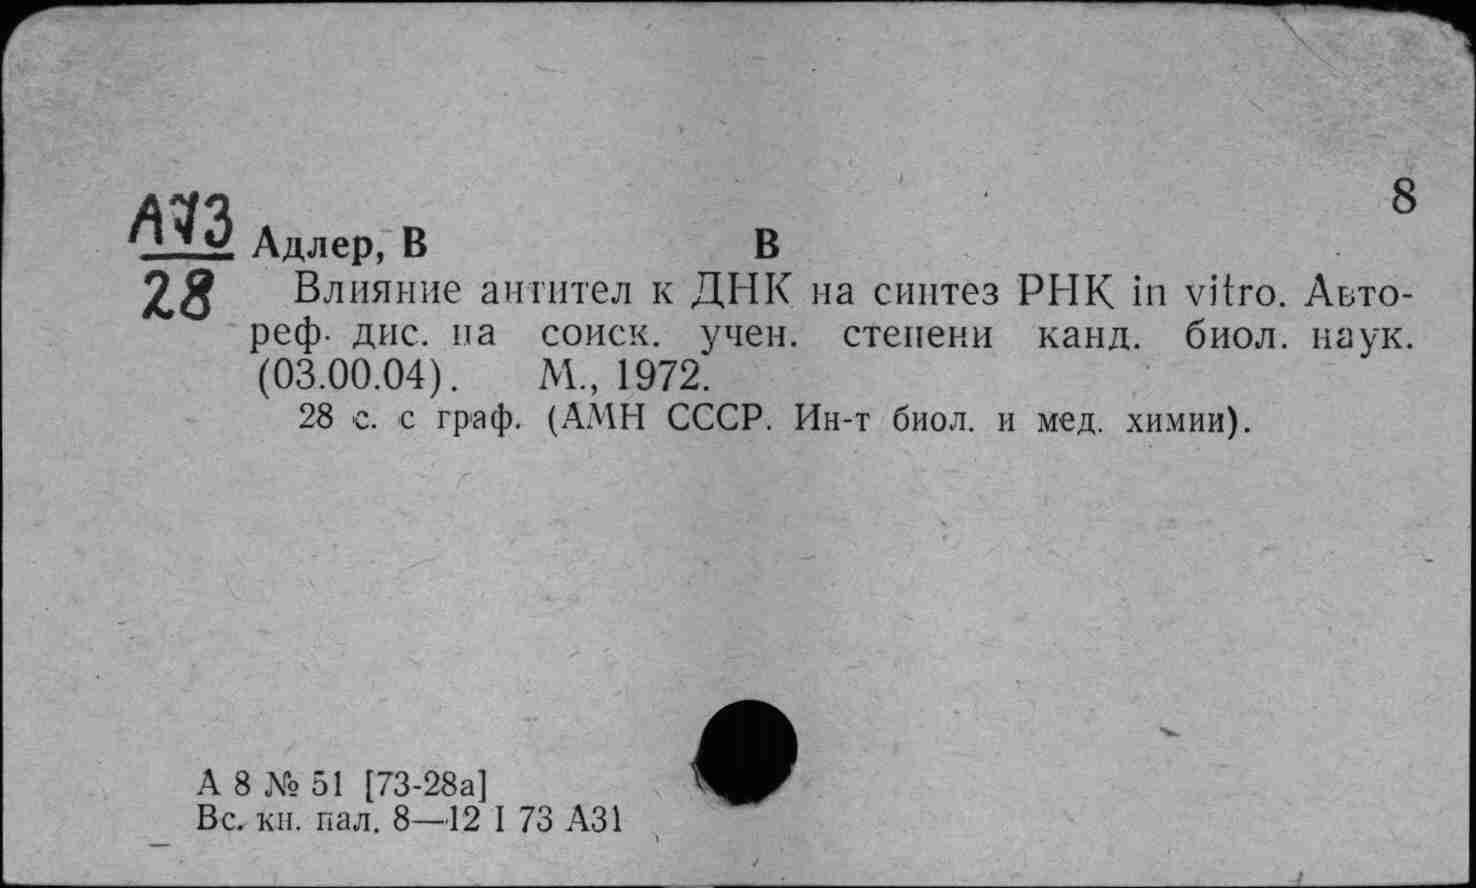 8
А73
Адлер, В В
28
Влияние антител к ДНК на синтез РНК in vitro. Авто-
реф. дис. на соиск. учен. степени канд. биол. наук.
(03.00.04). М., 1972.
28 с. с граф. (АМН СССР. Ин-т биол. и мед. химии).
А 8 № 51 [73-28а]
Вс. кн. пал. 8—12 I 73 А31